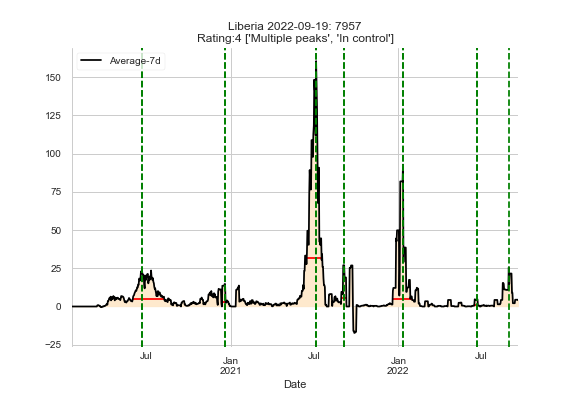 Liberia 2022-09-19: 7957
Rating:4 ['Multiple peaks', 'In control']
Average-7d
150
125
100
75
50
25
0
−25
Jul
Jan
2021
Jul
Jan
2022
Jul
Date